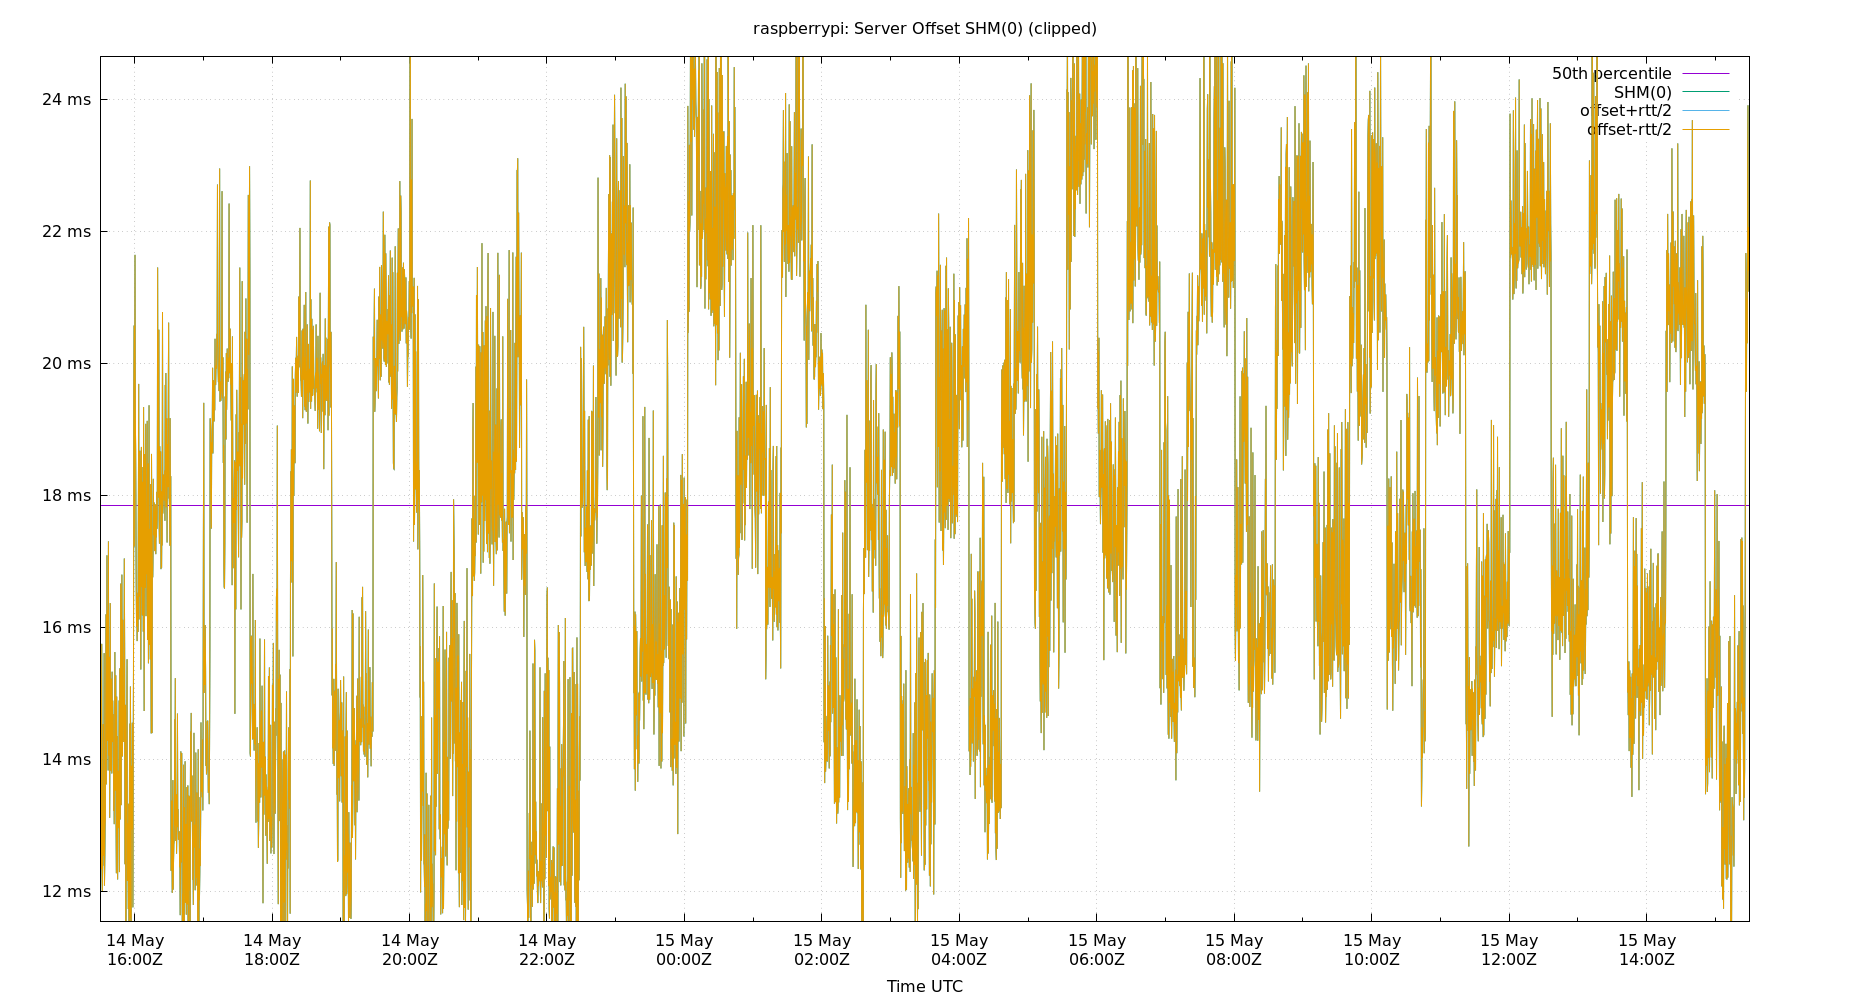 raspberrypi: Server Offset SHM(0) (clipped)
50th percentile
SHM(0)
offset+rtt/2
offset-rtt/2
24 ms
22 ms
20 ms
18 ms
16 ms
14 ms
12 ms
14 May 14 May 14 May 14 May 15 May 15 May 15 May 15 May 15 May 15 May 15 May 15 May
16:00Z 18:00Z 20:00Z 22:00Z 00:00Z 02:00Z 04:00Z 06:00Z 08:00Z 10:00Z 12:00Z 14:00Z
Time UTC